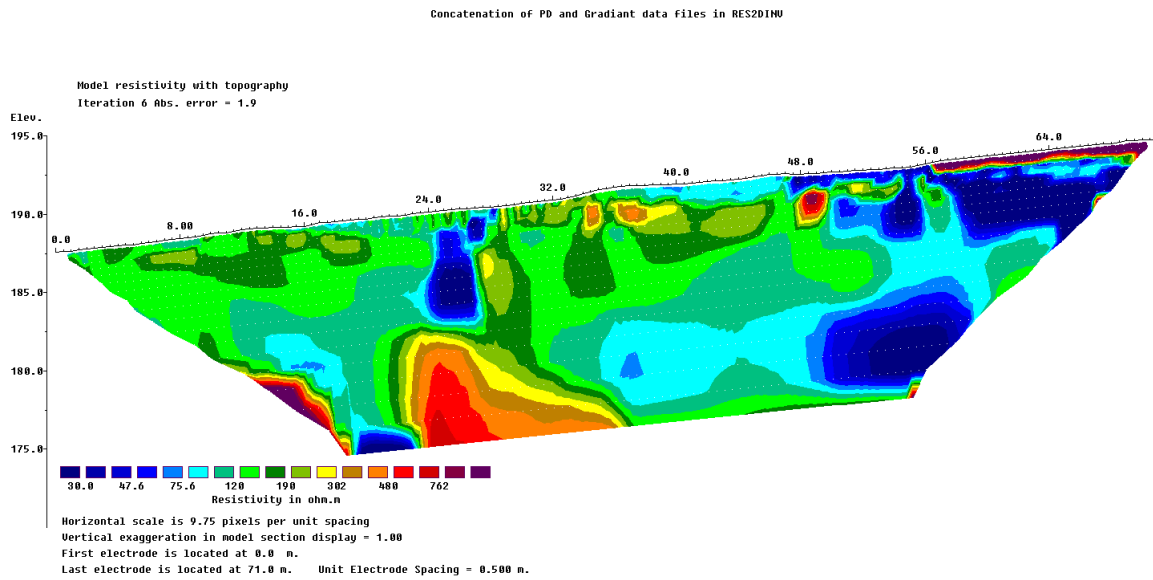 Concatenation of PD and Gradiant data files in RES2DINV
Model resistivity with topography
Iteration 6 Abs. error = 1.9
Elev.
195.0
64.0
56.0
48.0
40.0
32.0
190.0
24.0
16.0
8.00
0.0
185.0
180.0
175.0
30.0 47.6 75.6 120 190 302 480 762
Resistivity in ohm.m
Horizontal scale is 9.75 pixels per unit spacing
Vertical exaggeration in model section display = 1.00
First electrode is located at 0.0 m.
Last electrode is located at 71.0 m. Unit Electrode Spacing = 0.500 m.